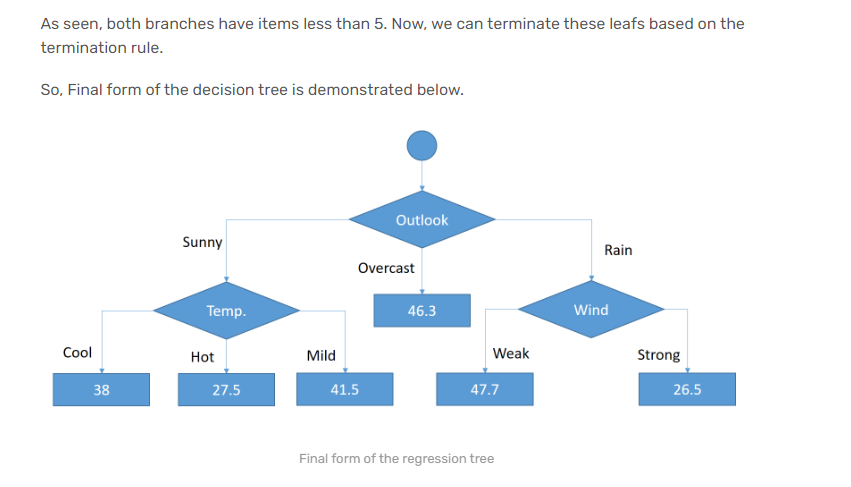 As seen, both branches have items less than 5. Now, we can terminate these leafs based on the
termination rule.
So, Final form of the decision tree is demonstrated below.
Outlook
Sunny
Rain
Overcast
Temp.
46.3
Wind
Cool
Hot
Mild
Weak
Strong
38
27.5
41.5
47.7
26.5
Final form of the regression tree